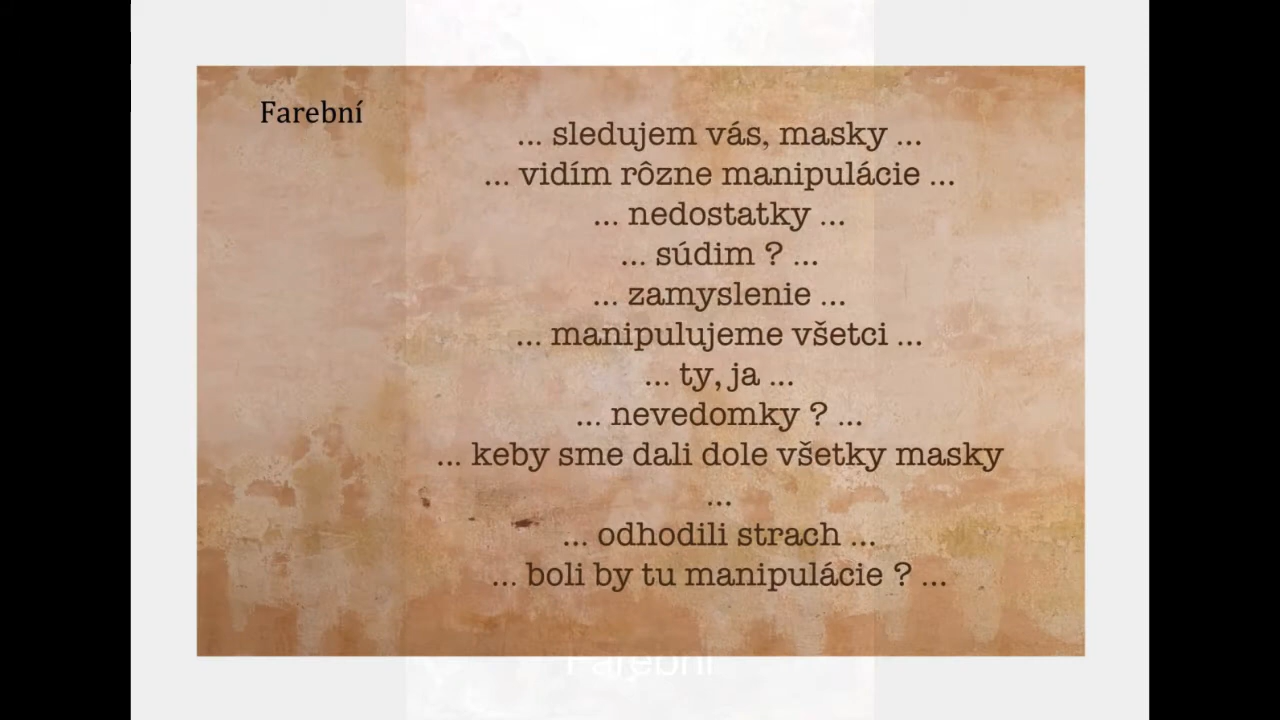 Farební
... sledujem vás, masky ...
... vidím rôzne manipulácie ...
... nedostatky ...
... súdim ? ...
... zamyslenie ...
... manipulujeme všetci ...
... ty, ja ...
... nevedomky ? ...
... keby sme dali dole všetky masky
...
... odhodili strach ...
... boli by tu manipulácie ? ...
Farební